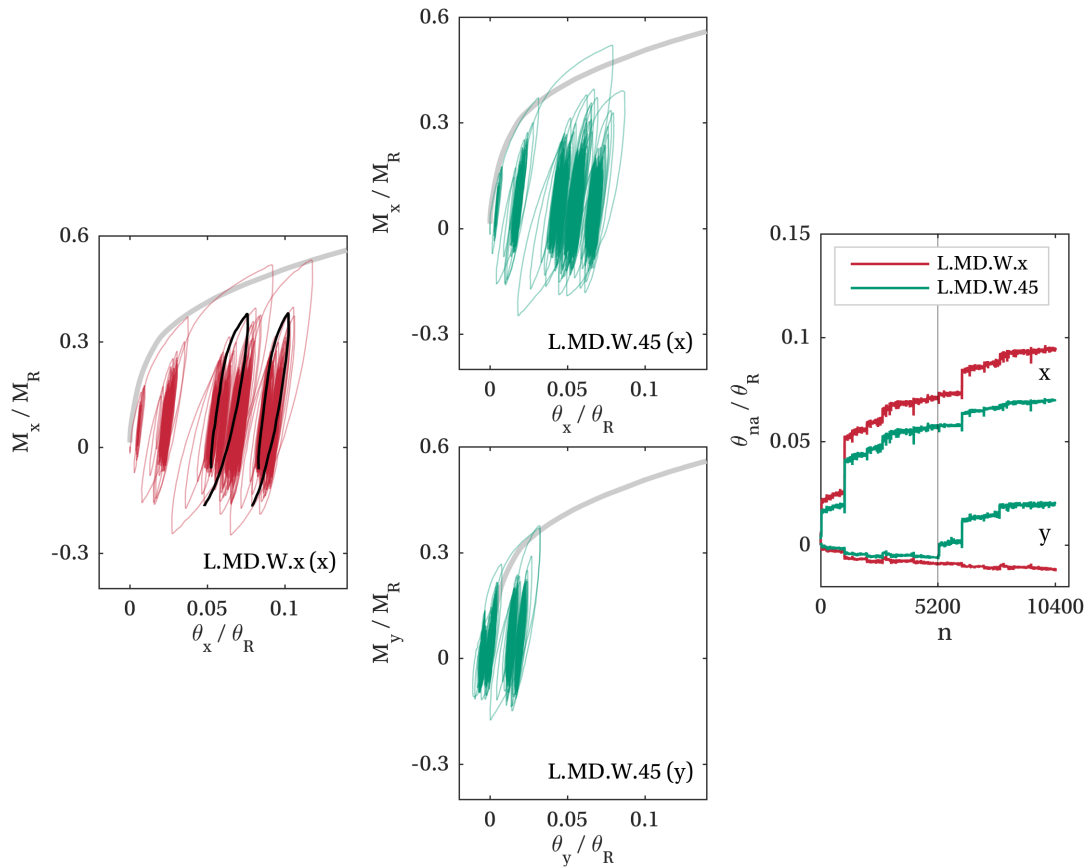 0.6
0.3
0
-0.3
M_x / M_R
L.MD.W.x (x)
0 0.05 0.1
θ_x / θ_R
0.6
0.3
0
-0.3
M_x / M_R
L.MD.W.45 (x)
0 0.05 0.1
θ_x / θ_R
0.6
0.3
0
-0.3
M_y / M_R
L.MD.W.45 (y)
0 0.05 0.1
θ_y / θ_R
0.15
0.1
0.05
0
θ_na / θ_R
L.MD.W.x
L.MD.W.45
x
y
0 5200 10400
n